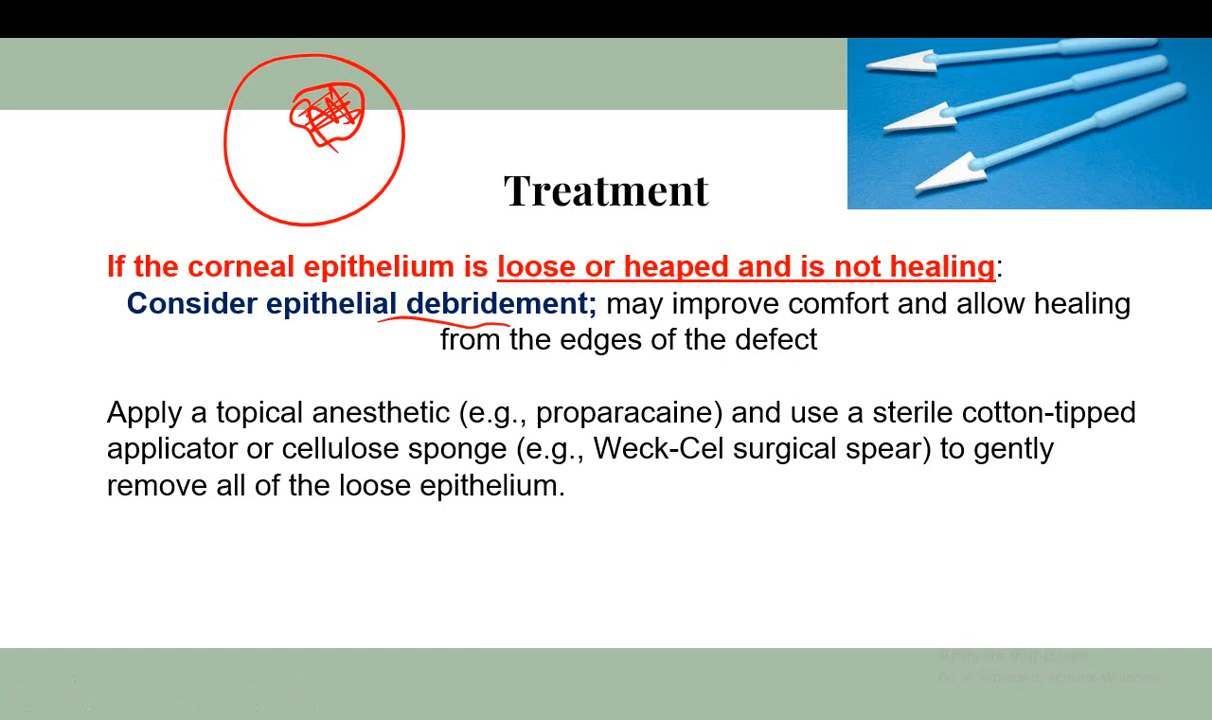 Treatment
If the corneal epithelium is loose or heaped and is not healing:
Consider epithelial debridement; may improve comfort and allow healing
from the edges of the defect
Apply a topical anesthetic (e.g., proparacaine) and use a sterile cotton-tipped
applicator or cellulose sponge (e.g., Weck-Cel surgical spear) to gently
remove all of the loose epithelium.